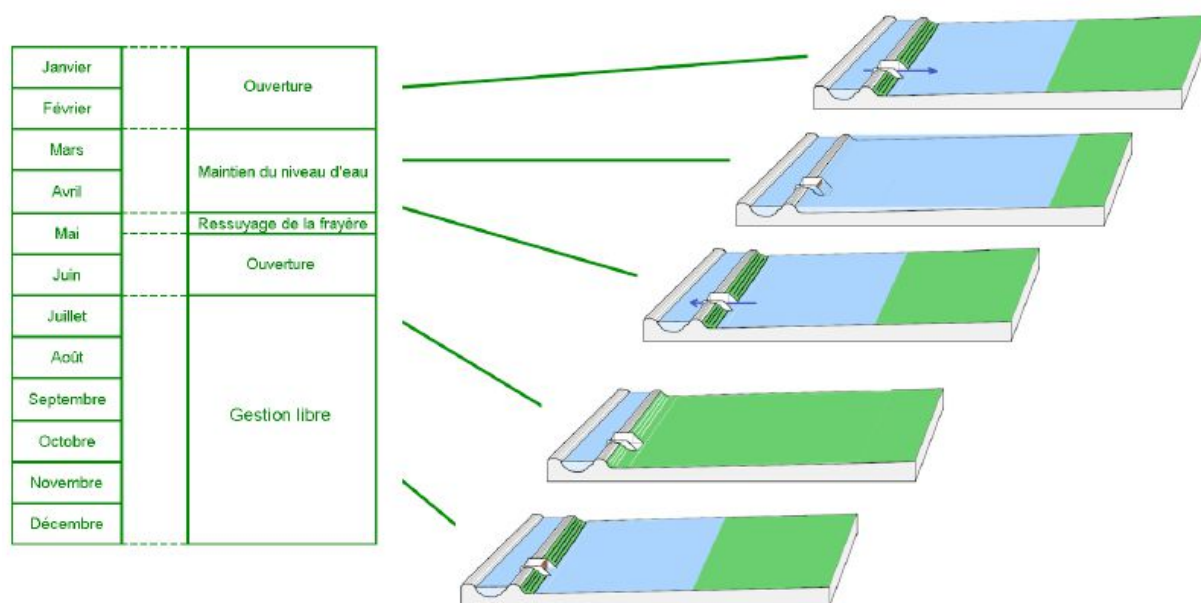 Janvier
Février
Mars
Avril
Mai
Juin
Juillet
Août
Septembre
Octobre
Novembre
Décembre
Ouverture
Maintien du niveau d'eau
Ressuyage de la frayère
Ouverture
Gestion libre